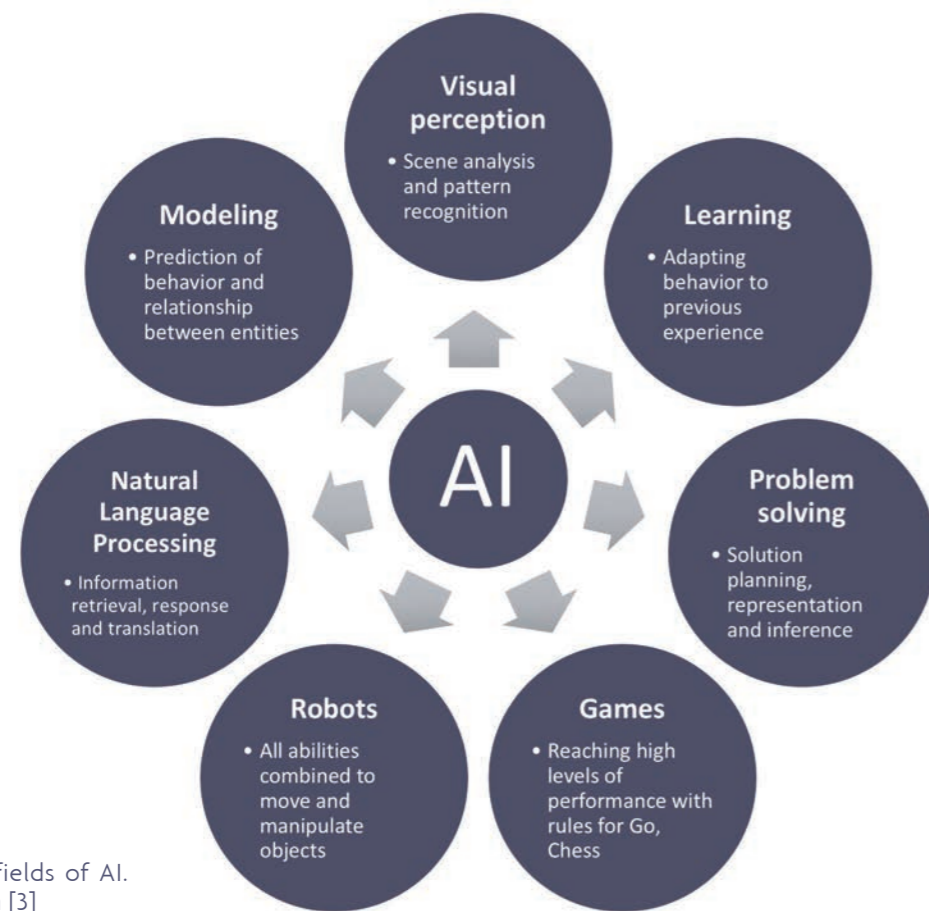 Visual
perception
• Scene analysis
and pattern
recognition
Learning
• Adapting
behavior to
previous
experience
Problem
solving
• Solution
planning,
representation
and inference
Games
• Reaching high
levels of
performance with
rules for Go,
Chess
Robots
• All abilities
combined to
move and
manipulate
objects
Natural
Language
Processing
• Information
retrieval, response
and translation
Modeling
• Prediction of
behavior and
relationship
between entities
AI
fields of AI.
[3]